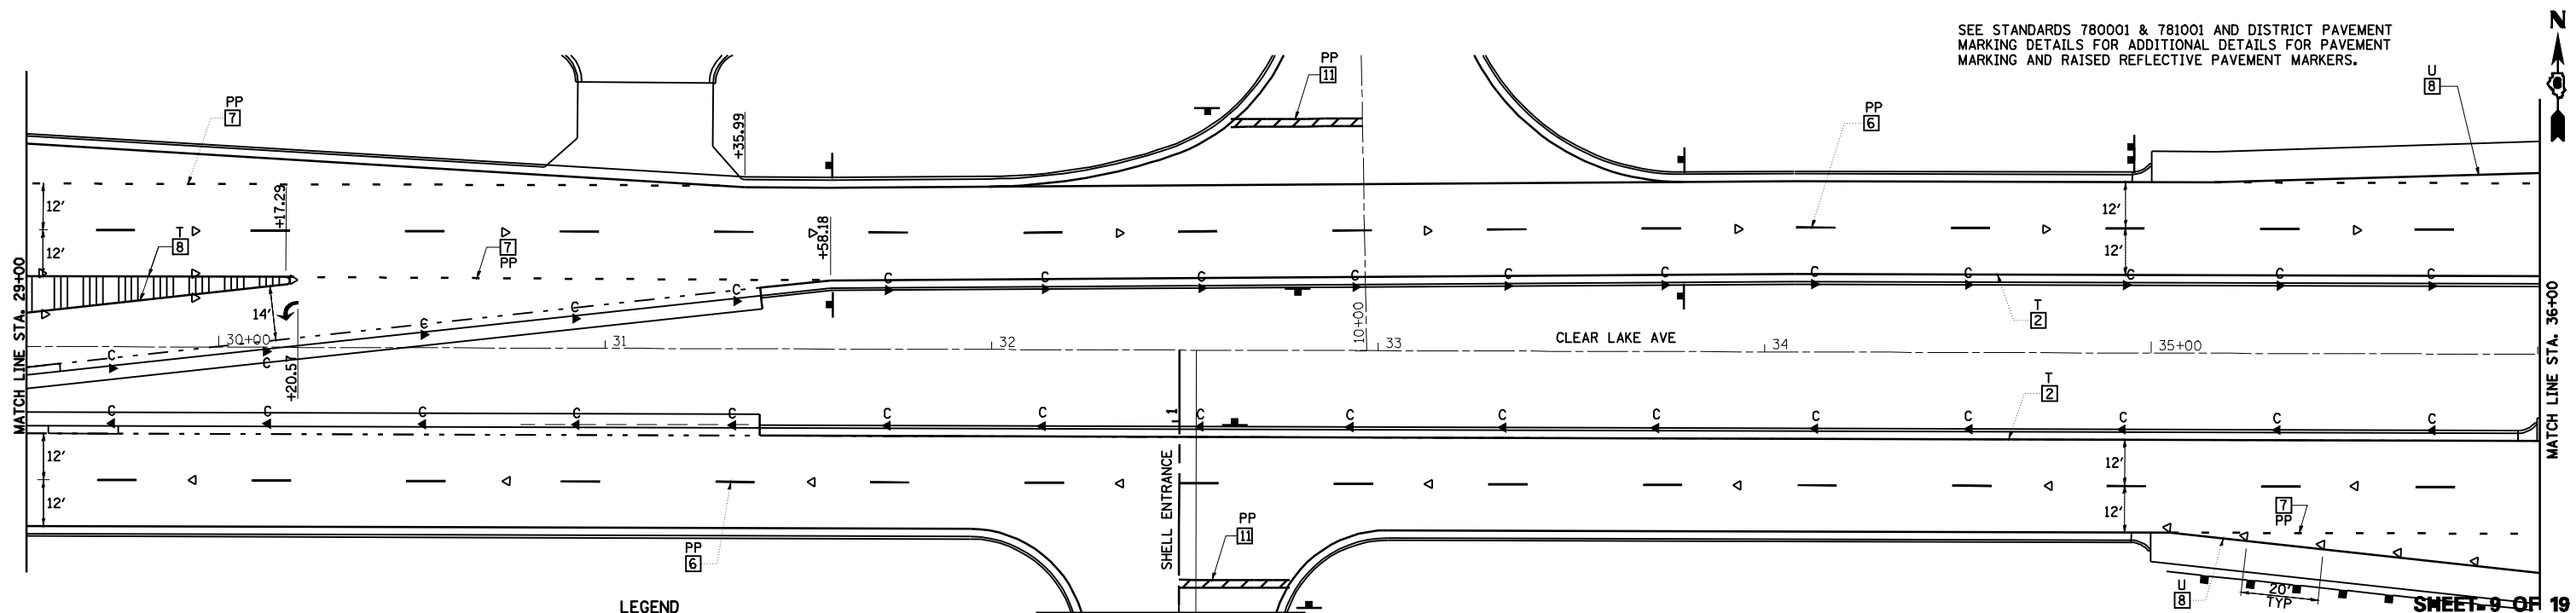 SEE STANDARDS 780001 & 781001 AND DISTRICT PAVEMENT
MARKING DETAILS FOR ADDITIONAL DETAILS FOR PAVEMENT
MARKING AND RAISED REFLECTIVE PAVEMENT MARKERS.
N
PP
11
U
8
PP
7
PP
6
+35.99
+17.29
+58.18
12'
12'
T
8
7
PP
12'
12'
C C C C C C C C C C C
T
2
14'
C C C C C
C
30+00
31
32
10+00
33
CLEAR LAKE AVE
34
35+00
+20.57
MATCH LINE STA. 29+00
MATCH LINE STA. 36+00
T
2
1
C C C C C C C C C C C C C C C C
12'
12'
12'
12'
SHELL ENTRANCE
PP
11
PP
6
7
PP
U
8
20'
TYP
LEGEND
SHEET 9 OF 19